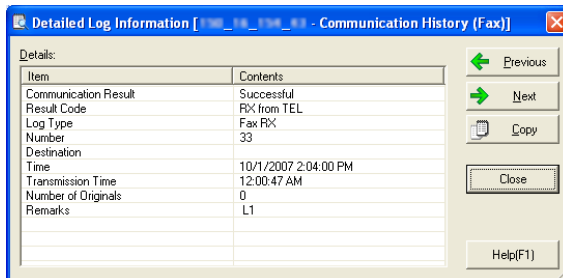 Detailed Log Information [ - Communication History (Fax)]
Details:
Previous
Item Contents
Communication Result Successful
Next
Result Code RX from TEL
Log Type Fax RX
Number 33
Copy
Destination
Time 10/1/2007 2:04:00 PM
Transmission Time 12:00:47 AM
Close
Number of Originals 0
Remarks L1
Help(F1)